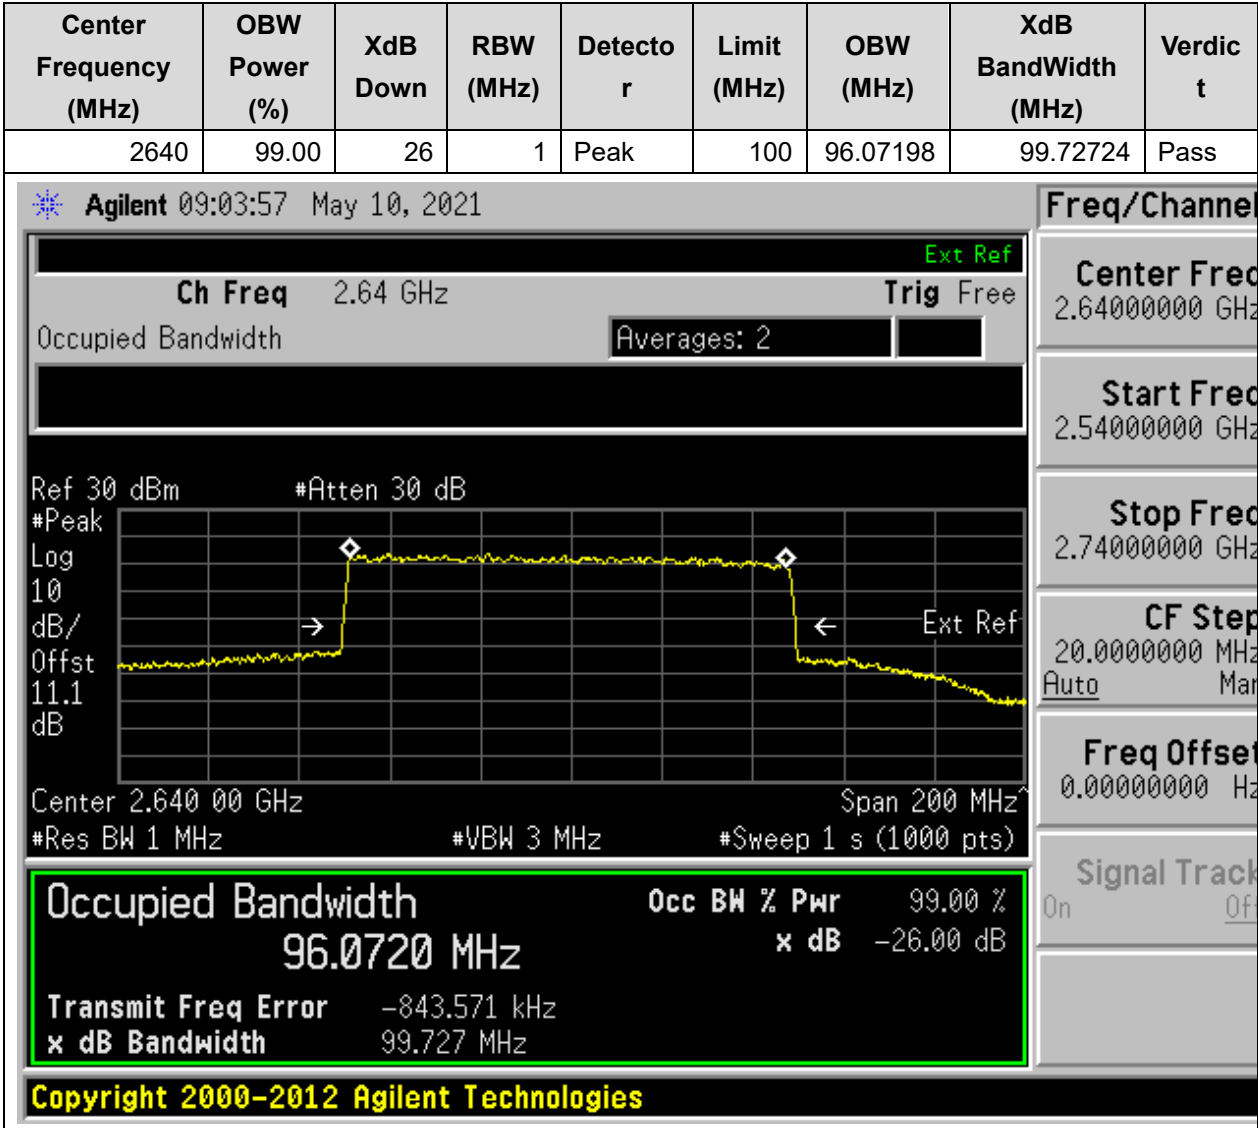 Center Frequency (MHz) OBW Power (%) XdB Down RBW (MHz) Detecto r Limit (MHz) OBW (MHz) XdB BandWidth (MHz) Verdic t
2640 99.00 26 1 Peak 100 96.07198 99.72724 Pass
Agilent 09:03:57 May 10, 2021
Freq/Channel
Ext Ref
Ch Freq 2.64 GHz Trig Free
Occupied Bandwidth Averages: 2
Center Freq
2.64000000 GHz
Start Freq
2.54000000 GHz
Stop Freq
2.74000000 GHz
CF Step
20.0000000 MHz
Auto Man
Freq Offset
0.00000000 Hz
Signal Track
On Off
Ref 30 dBm #Atten 30 dB
#Peak
Log
10
dB/
Offst
11.1
dB
Ext Ref
Center 2.640 00 GHz Span 200 MHz^
#Res BW 1 MHz #VBW 3 MHz #Sweep 1 s (1000 pts)
Occupied Bandwidth Occ BW % Pwr 99.00 %
96.0720 MHz x dB -26.00 dB
Transmit Freq Error -843.571 kHz
x dB Bandwidth 99.727 MHz
Copyright 2000-2012 Agilent Technologies